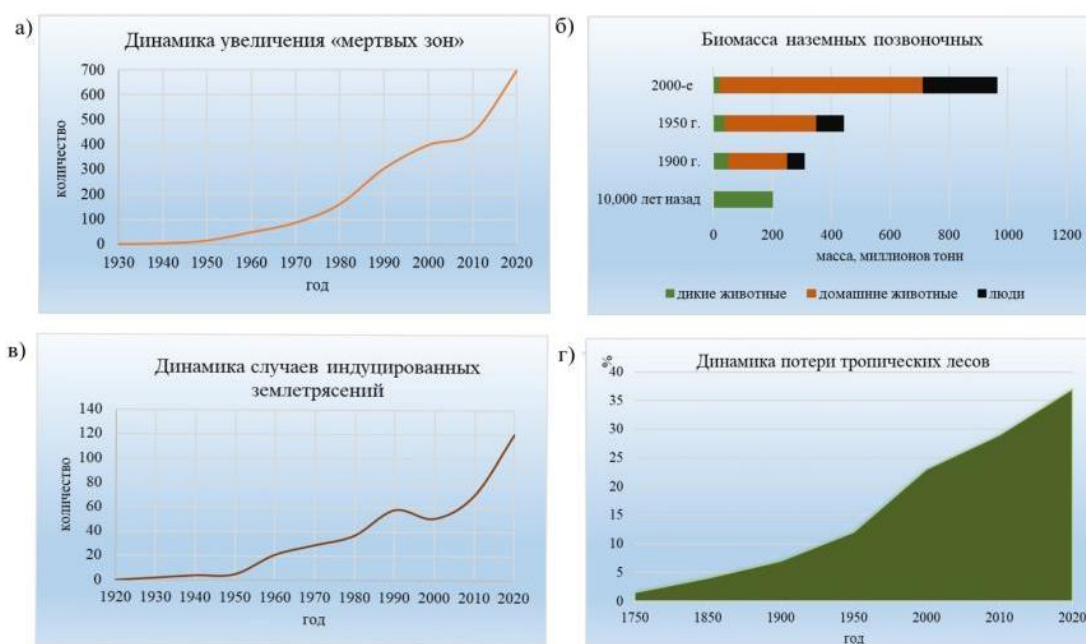 а)
Динамика увеличения «мертвых зон»
700
600
500
400
300
200
100
0
количество
1930 1940 1950 1960 1970 1980 1990 2000 2010 2020
год
б)
Биомасса наземных позвоночных
2000-е
1950 г.
1900 г.
10,000 лет назад
0 200 400 600 800 1000 1200
масса, миллионов тонн
дикие животные домашние животные люди
в)
Динамика случаев индуцированных
землетрясений
140
120
100
80
60
40
20
0
количество
1920 1930 1940 1950 1960 1970 1980 1990 2000 2010 2020
год
г)
%
Динамика потери тропических лесов
40
35
30
25
20
15
10
5
0
1750 1850 1900 1950 2000 2010 2020
год